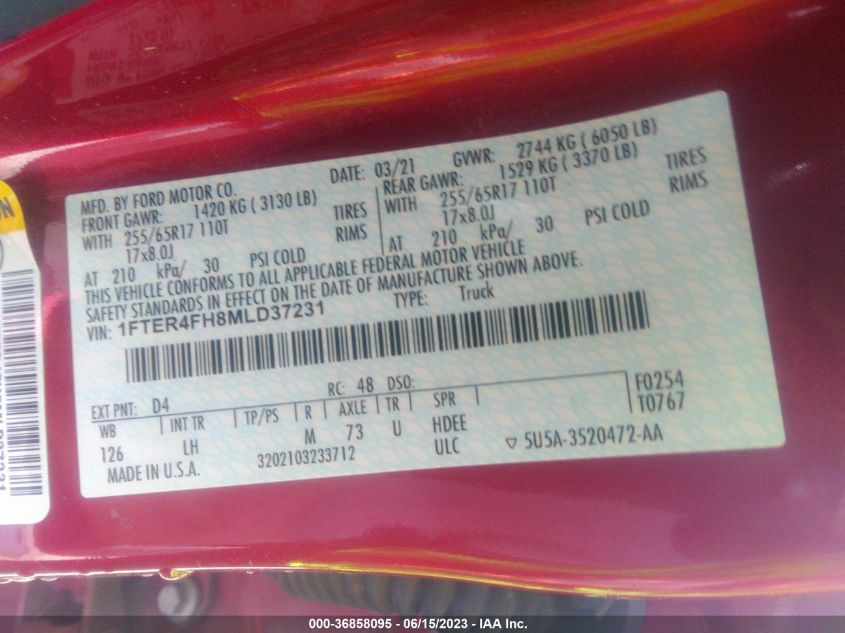 MFD. BY FORD MOTOR CO.
DATE: 03/21 GVWR: 2744 KG ( 6050 LB)
FRONT GAWR: 1420 KG ( 3130 LB) REAR GAWR: 1529 KG ( 3370 LB)
WITH 255/65R17 110T TIRES WITH 255/65R17 110T TIRES
17x8.0J RIMS 17x8.0J RIMS
AT 210 kPa/ 30 PSI COLD AT 210 kPa/ 30 PSI COLD
THIS VEHICLE CONFORMS TO ALL APPLICABLE FEDERAL MOTOR VEHICLE
SAFETY STANDARDS IN EFFECT ON THE DATE OF MANUFACTURE SHOWN ABOVE.
VIN: 1FTER4FH8MLD37231 TYPE: Truck
EXT PNT: D4 RC: 48 DSO: F0254
WB INT TR TP/PS R AXLE TR SPR T0767
126 LH M 73 U HDEE
ULC
MADE IN U.S.A. 3202103233712 5U5A-3520472-AA
000-36858095 - 06/15/2023 - IAA Inc.